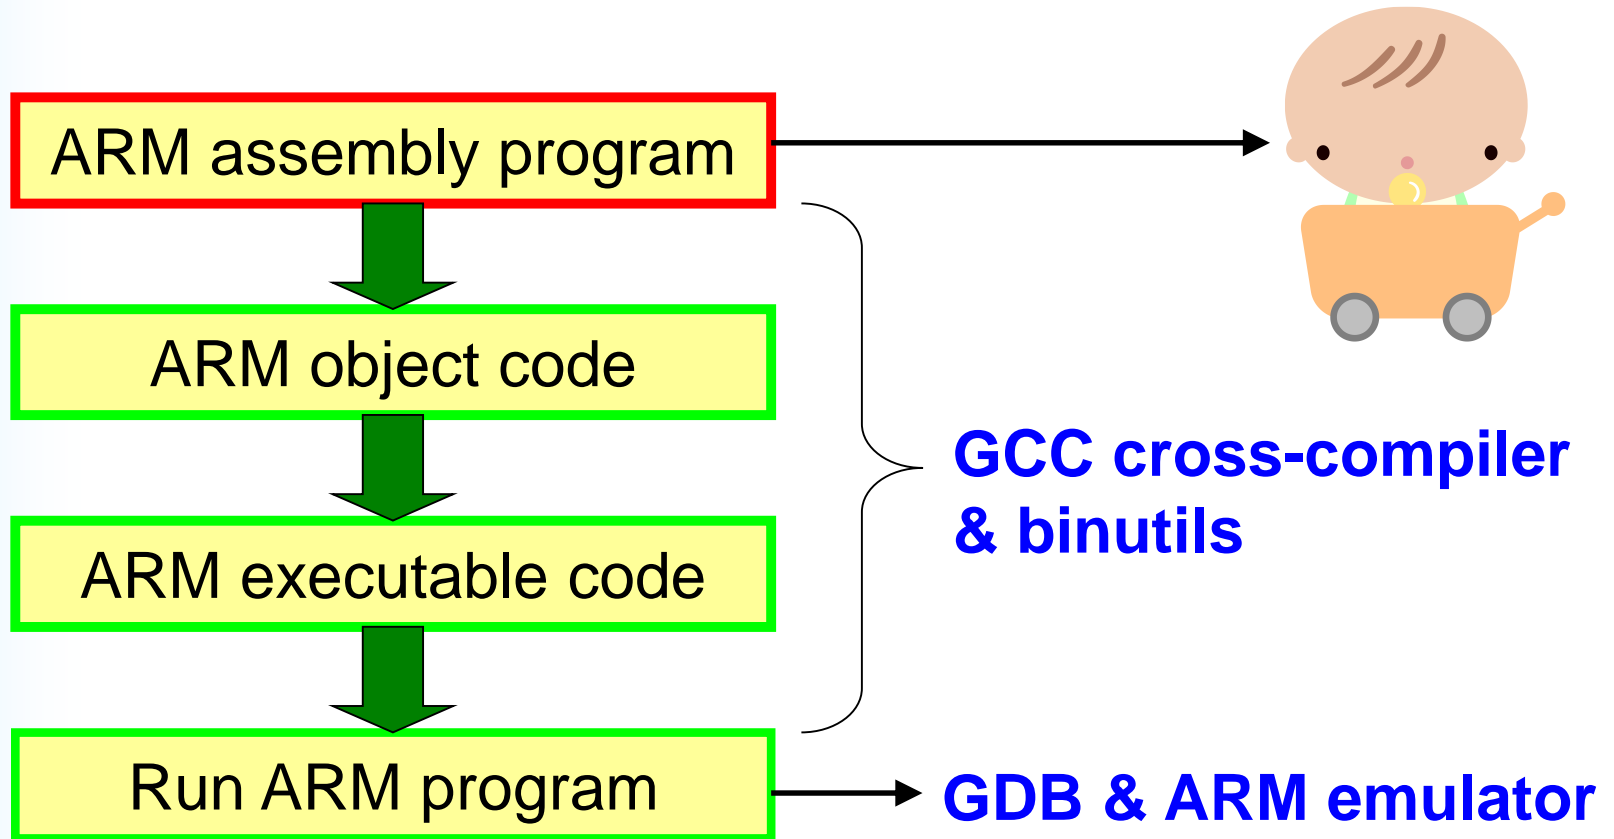 ARM assembly program
ARM object code
GCC cross-compiler
& binutils
ARM executable code
Run ARM program
GDB & ARM emulator